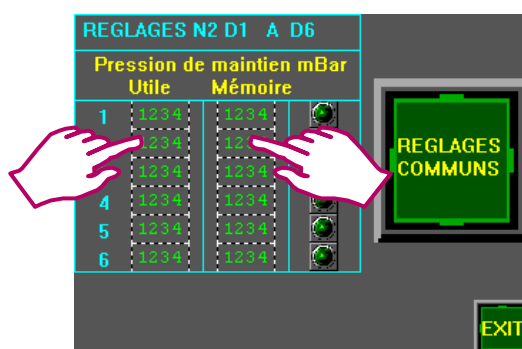 REGLAGES N2 D1 A D6
Pression de maintien mBar
Utile Mémoire
1 1234 1234
1234
1234 1234
4 1234 1234
5 1234 1234
6 1234 1234
REGLAGES
COMMUNS
EXIT